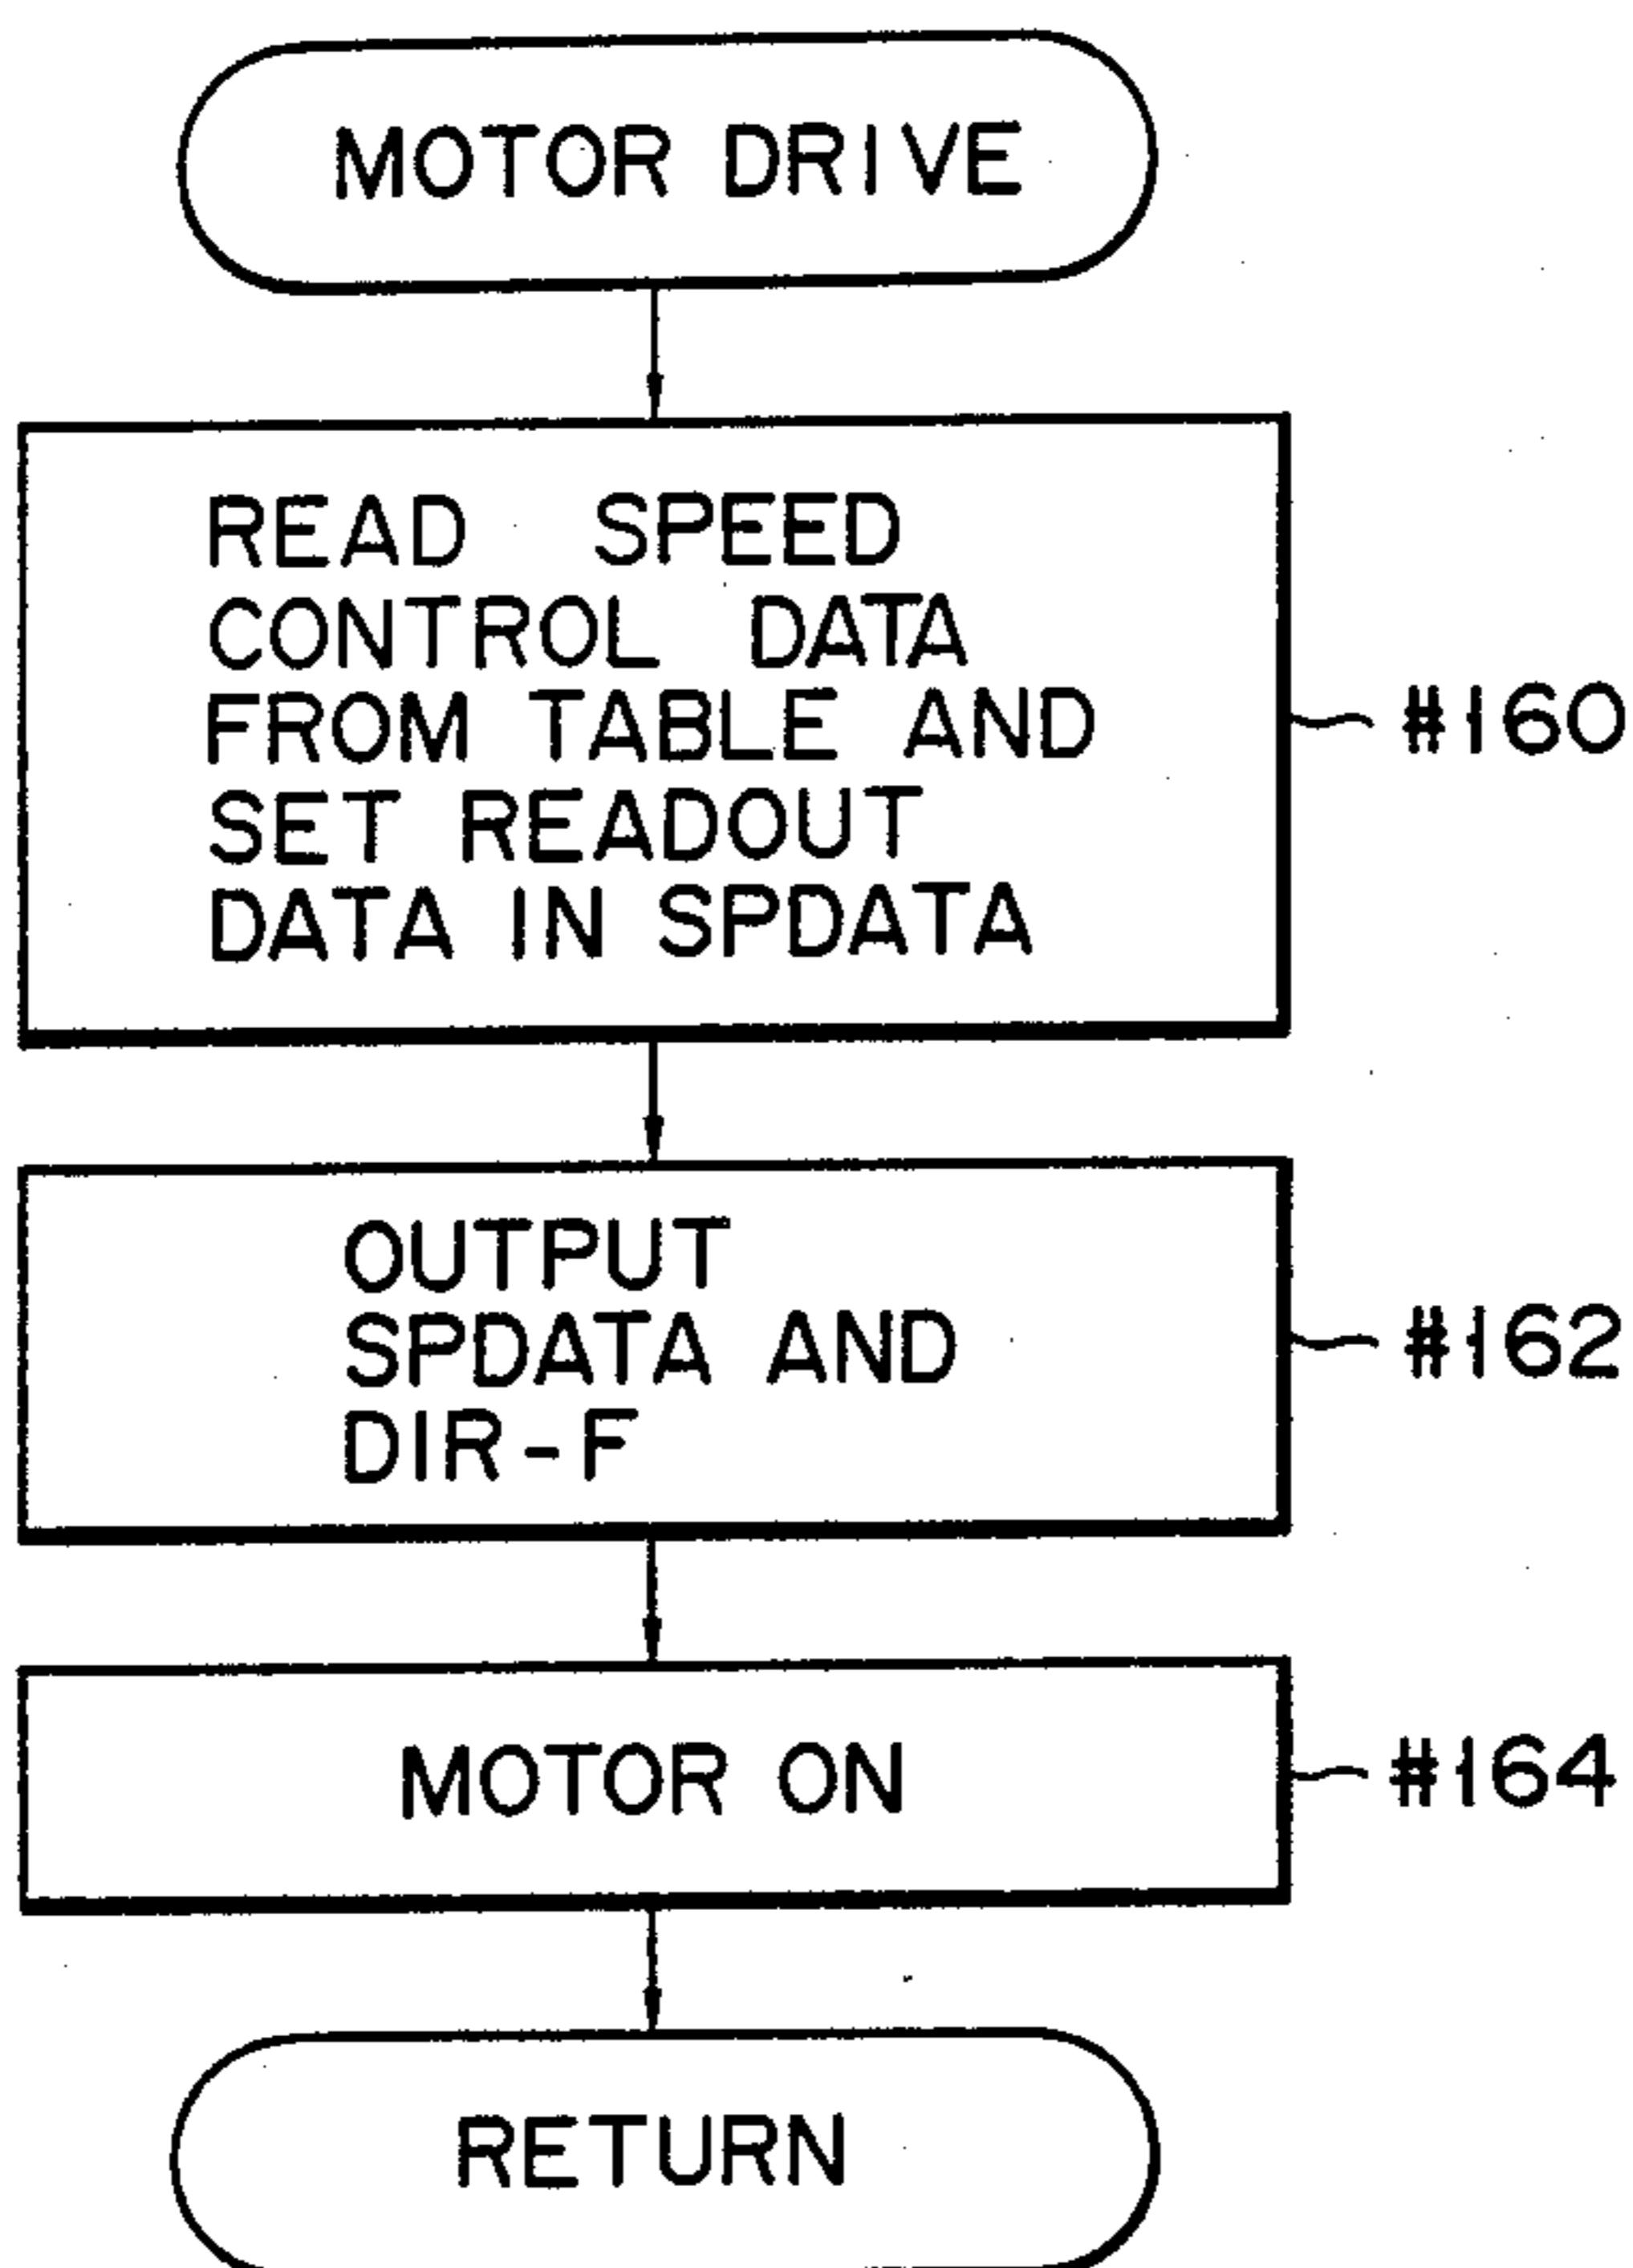 MOTOR DRIVE
READ SPEED
CONTROL DATA
FROM TABLE AND
SET READOUT
DATA IN SPDATA
#160
OUTPUT
SPDATA AND
DIR-F
#162
MOTOR ON
#164
RETURN